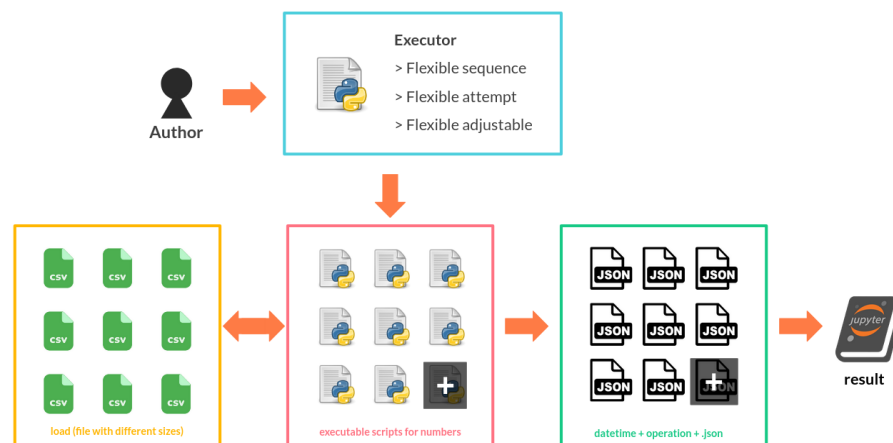 Executor
> Flexible sequence
> Flexible attempt
> Flexible adjustable
Author
csv csv csv
csv csv csv
csv csv csv
load (file with different sizes)
executable scripts for numbers
+
JSON JSON JSON
JSON JSON JSON
JSON JSON JSON
+
datetime + operation + .json
jupyter
result